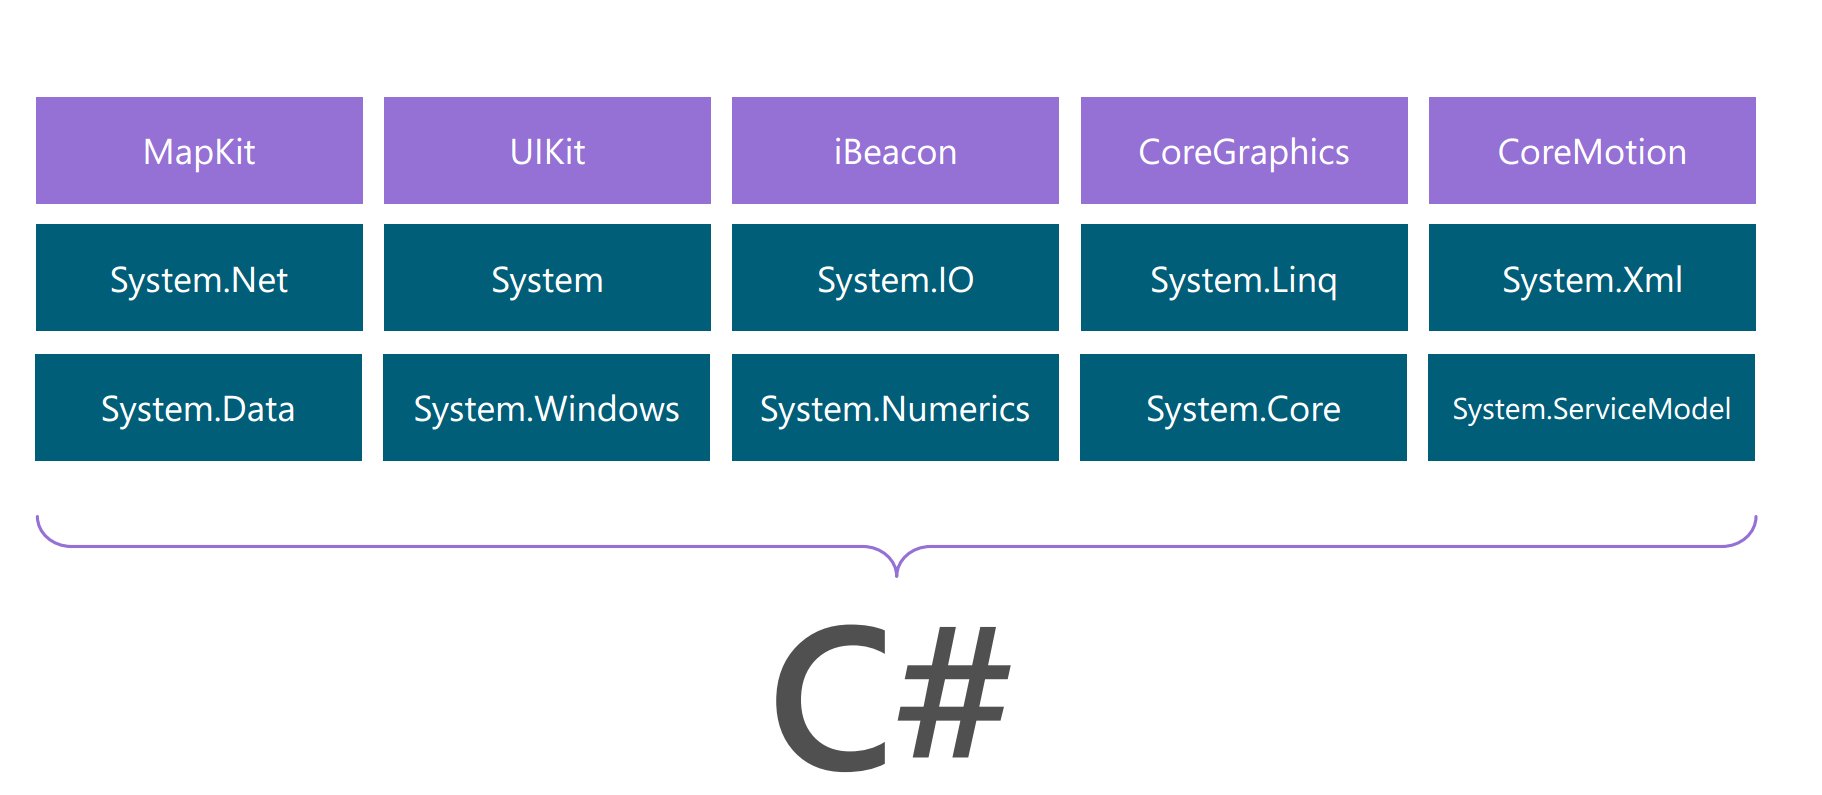 MapKit
UIKit
iBeacon
CoreGraphics
CoreMotion
System.Net
System
System.IO
System.Linq
System.Xml
System.Data
System.Windows
System.Numerics
System.Core
System.ServiceModel
C#